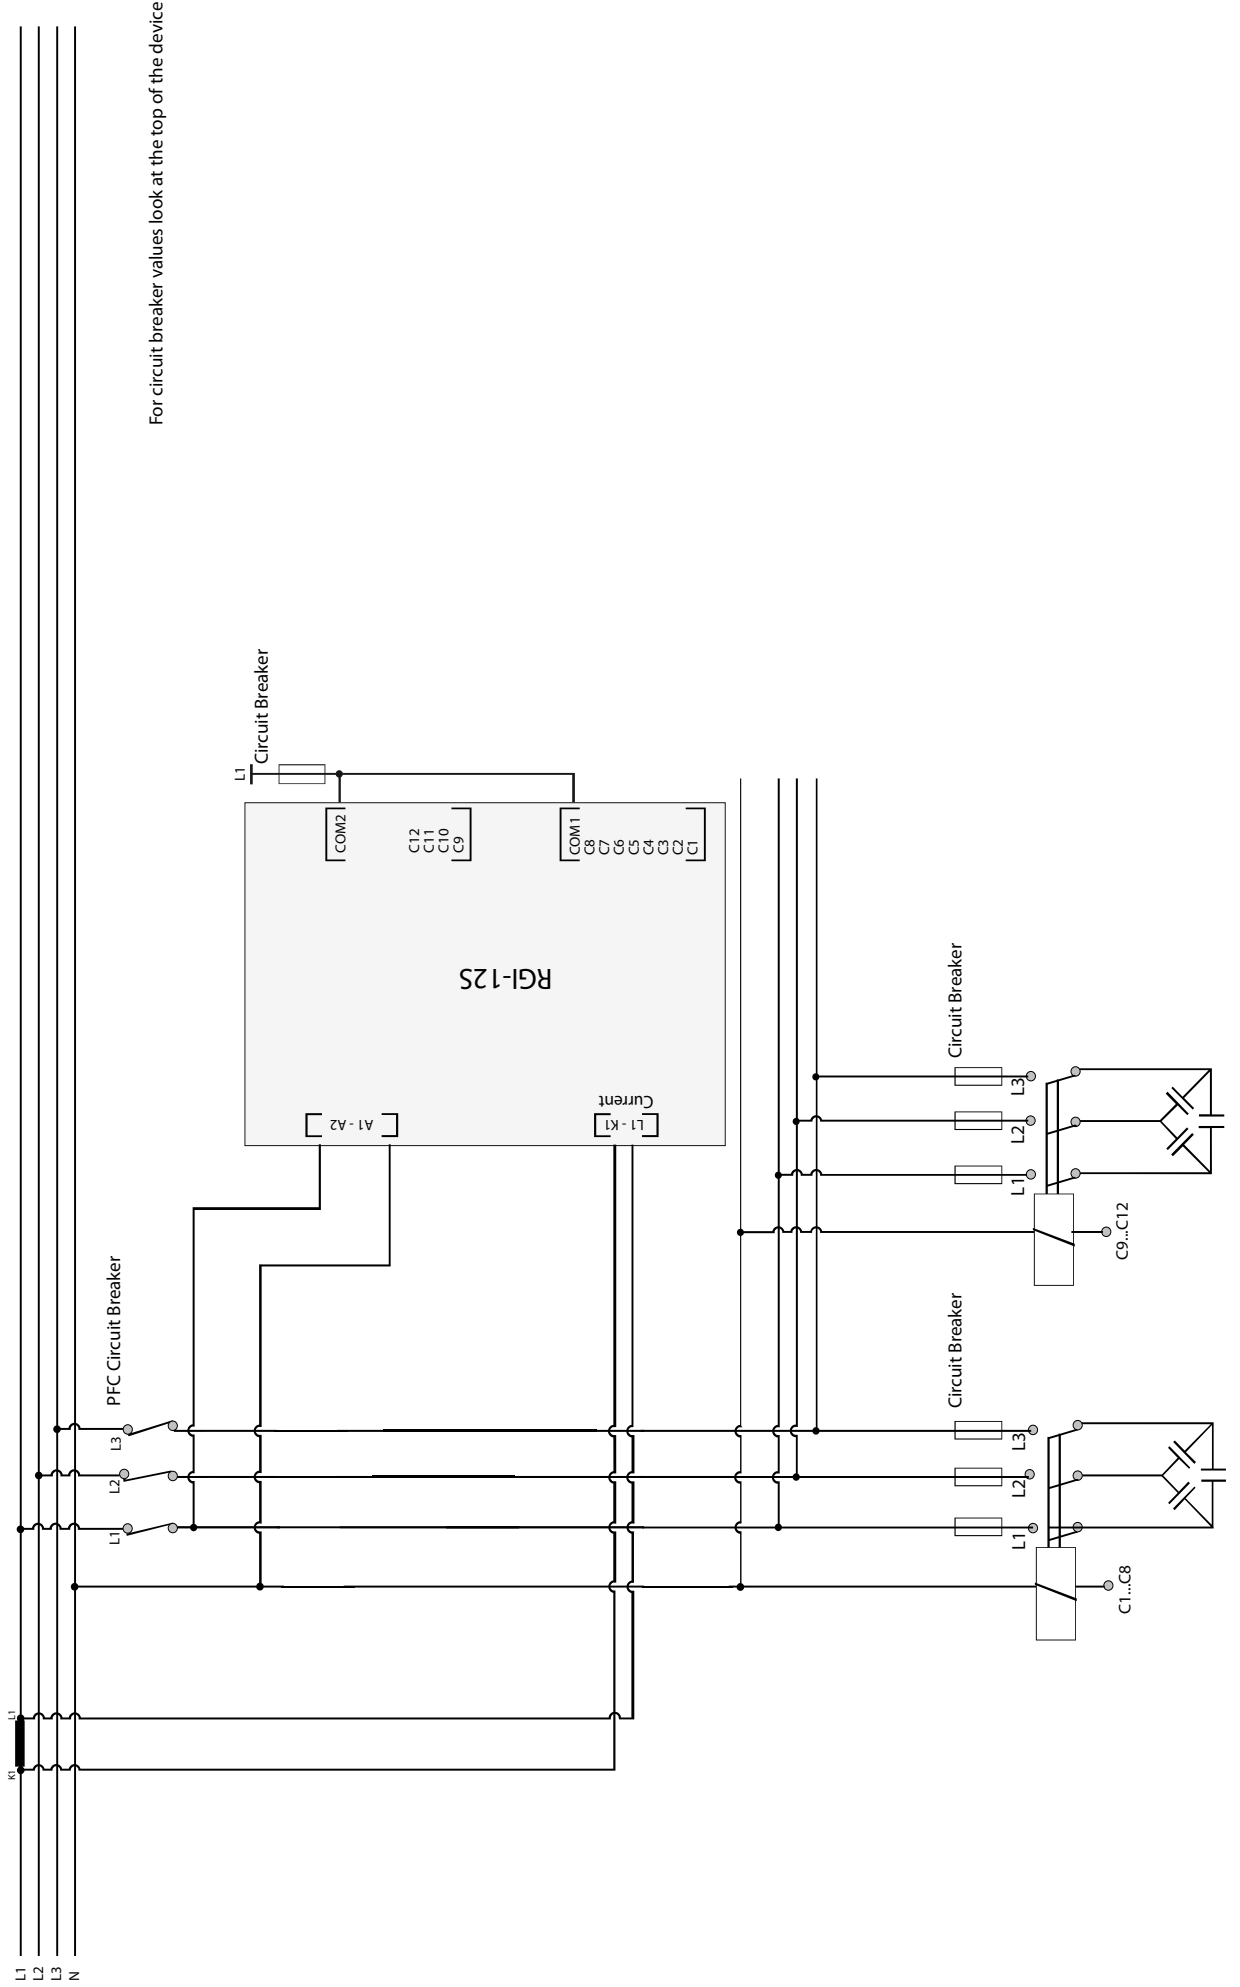 For circuit breaker values look at the top of the device
L1
Circuit Breaker
COM2
C12
C11
C10
C9
COM1
C8
C7
C6
C5
C4
C3
C2
C1
RGI-12S
A1 - A2
Current
L1 - K1
PFC Circuit Breaker
L3
L2
L1
Circuit Breaker
L3
L2
L1
C9...C12
Circuit Breaker
L3
L2
L1
C1...C8
L1
K1
L1
L2
L3
N